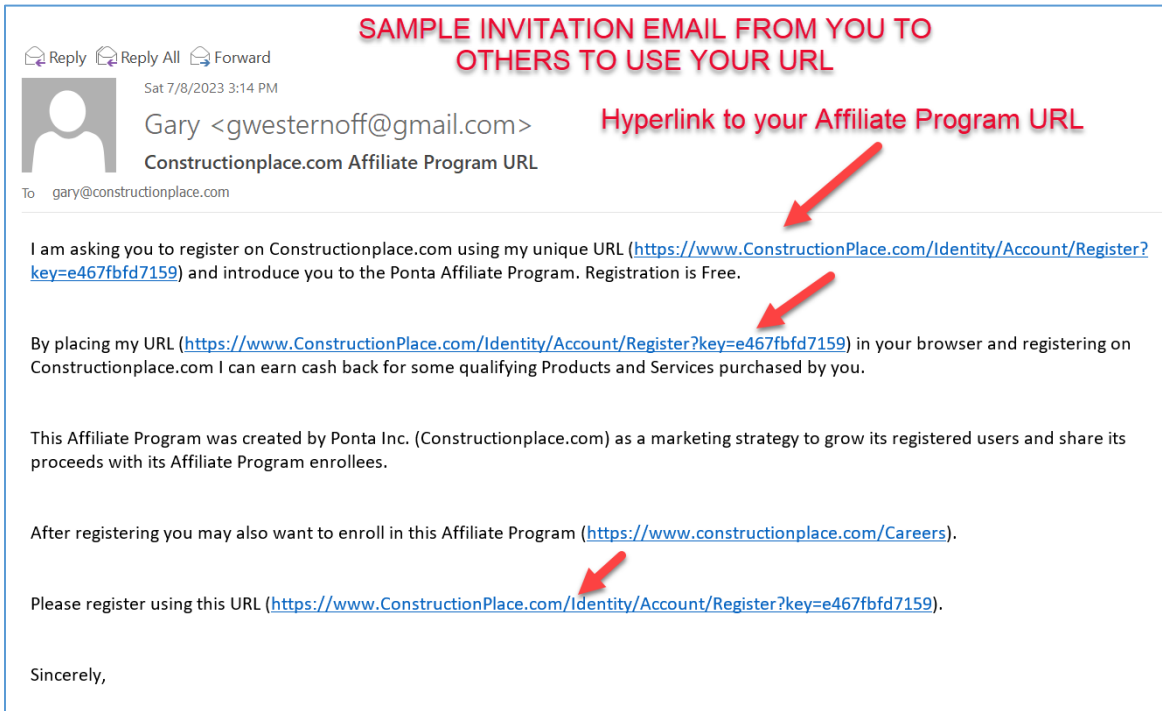 SAMPLE INVITATION EMAIL FROM YOU TO
OTHERS TO USE YOUR URL
Reply Reply All Forward
Sat 7/8/2023 3:14 PM
Gary <gwesternoff@gmail.com>
Hyperlink to your Affiliate Program URL
Constructionplace.com Affiliate Program URL
To gary@constructionplace.com
I am asking you to register on Constructionplace.com using my unique URL (https://www.ConstructionPlace.com/Identity/Account/Register?
key=e467fbfd7159) and introduce you to the Ponta Affiliate Program. Registration is Free.
By placing my URL (https://www.ConstructionPlace.com/Identity/Account/Register?key=e467fbfd7159) in your browser and registering on
Constructionplace.com I can earn cash back for some qualifying Products and Services purchased by you.
This Affiliate Program was created by Ponta Inc. (Constructionplace.com) as a marketing strategy to grow its registered users and share its
proceeds with its Affiliate Program enrollees.
After registering you may also want to enroll in this Affiliate Program (https://www.constructionplace.com/Careers).
Please register using this URL (https://www.ConstructionPlace.com/Identity/Account/Register?key=e467fbfd7159).
Sincerely,